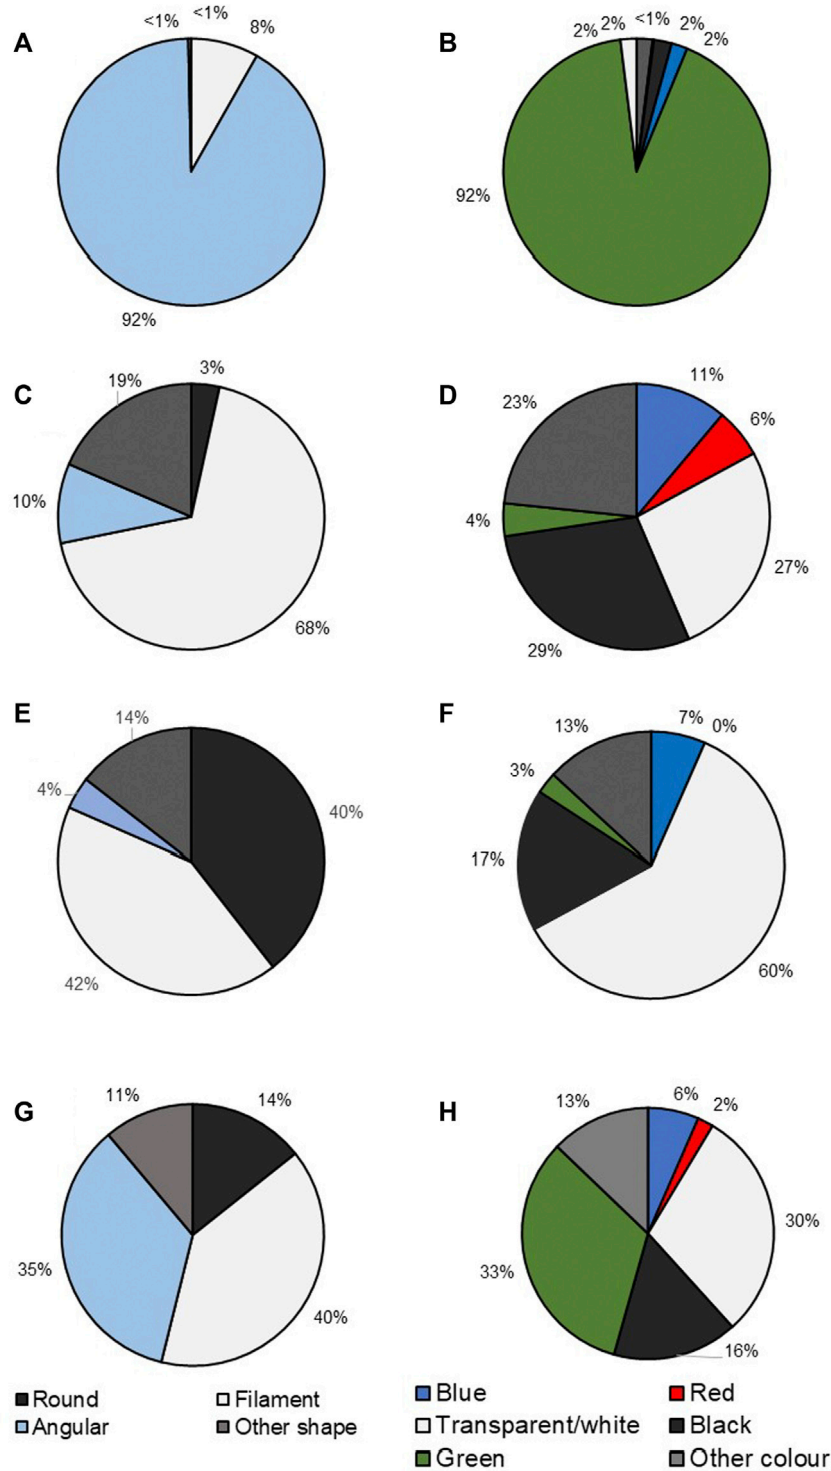 A
<1%
<1%
8%
92%
B
2%
2%
<1%
2%
2%
92%
C
19%
3%
10%
68%
D
11%
23%
6%
4%
27%
29%
E
14%
4%
40%
42%
F
7%
0%
13%
3%
17%
60%
G
11%
14%
35%
40%
H
6%
2%
13%
30%
33%
16%
Round
Filament
Angular
Other shape
Blue
Red
Transparent/white
Black
Green
Other colour